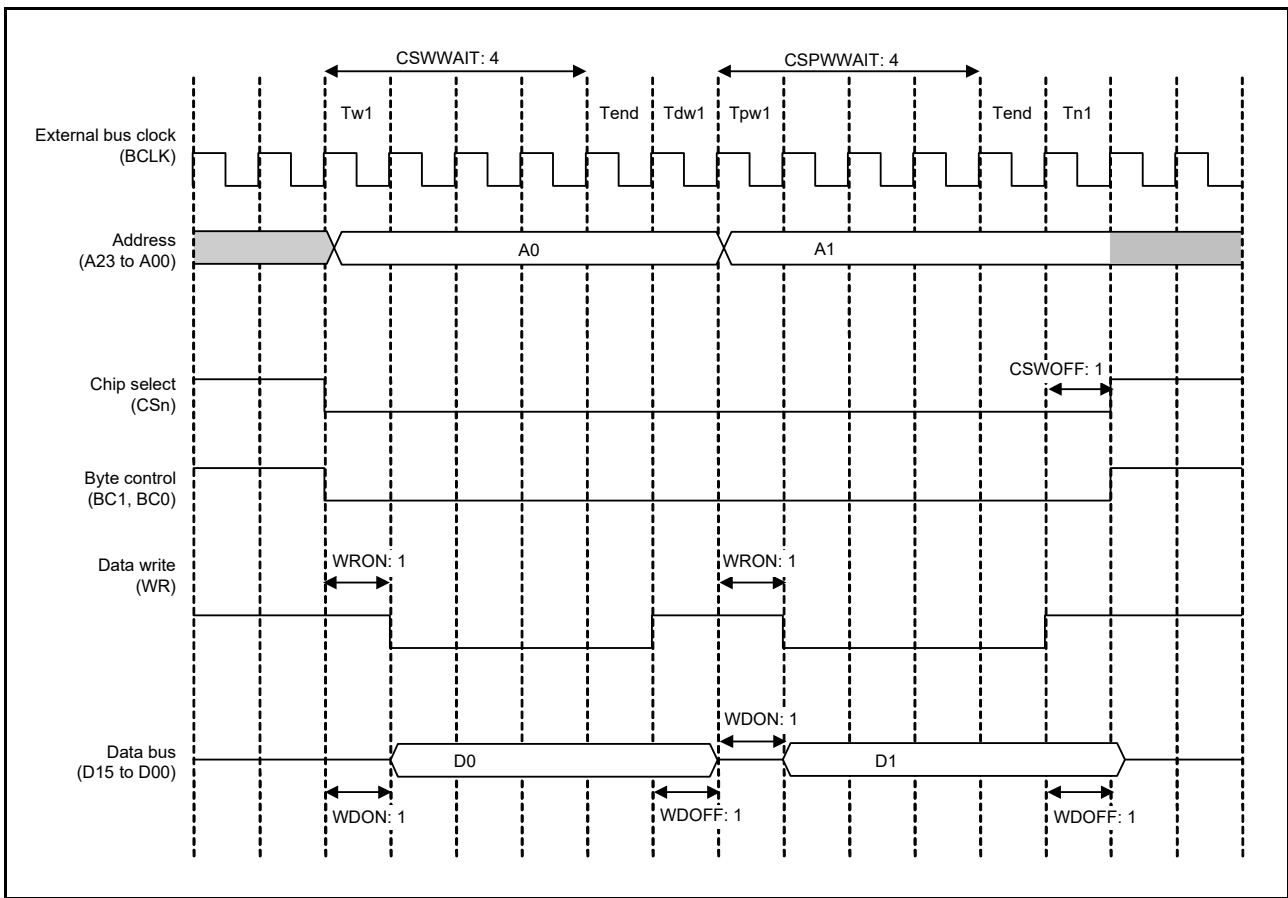 CSWWAIT: 4
CSPWWAIT: 4
Tw1
Tend
Tdw1
Tpw1
Tend
Tn1
External bus clock
(BCLK)
Address
(A23 to A00)
A0
A1
CSWOFF: 1
Chip select
(CSn)
Byte control
(BC1, BC0)
Data write
(WR)
WRON: 1
WRON: 1
WDON: 1
Data bus
(D15 to D00)
D0
D1
WDON: 1
WDOFF: 1
WDOFF: 1